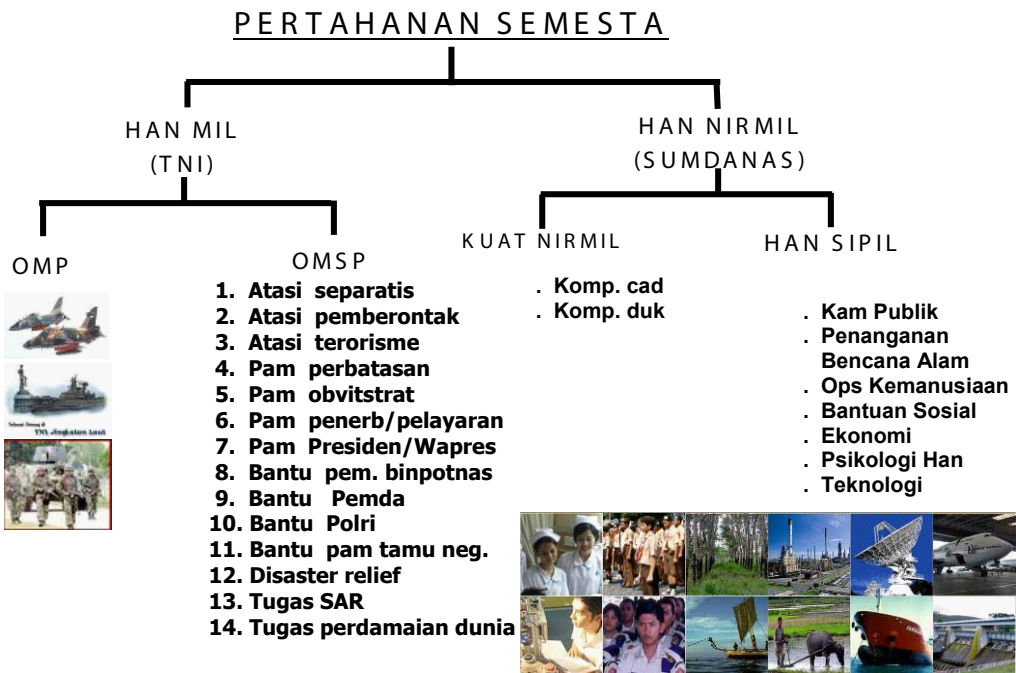 PERTAHANAN SEMESTA
HAN MIL
(TNI)
HAN NIRMIL
(SUMDANAS)
OMP
TNI Angkatan Laut
OMSP
1. Atasi separatis
2. Atasi pemberontak
3. Atasi terorisme
4. Pam perbatasan
5. Pam obvitstrat
6. Pam penerb/pelayaran
7. Pam Presiden/Wapres
8. Bantu pem. binpotnas
9. Bantu Pemda
10. Bantu Polri
11. Bantu pam tamu neg.
12. Disaster relief
13. Tugas SAR
14. Tugas perdamaian dunia
KUAT NIRMIL
. Komp. cad
. Komp. duk
HAN SIPIL
. Kam Publik
. Penanganan
Bencana Alam
. Ops Kemanusiaan
. Bantuan Sosial
. Ekonomi
. Psikologi Han
. Teknologi